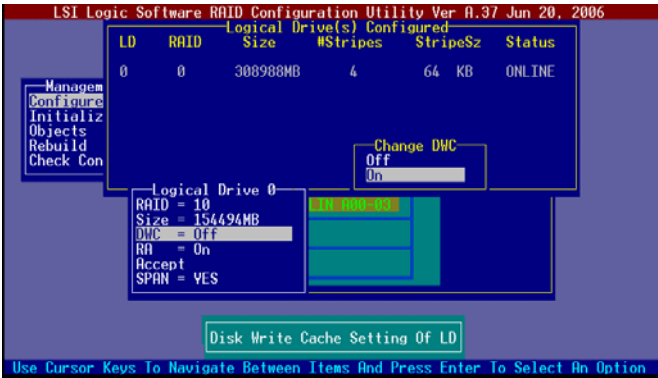 LSI Logic Software RAID Configuration Utility Ver A.37 Jun 20, 2006
Logical Drive(s) Configured
LD RAID Size #Stripes StripeSz Status
0 0 308988MB 4 64 KB ONLINE
Managem
Configure
Initializ
Objects
Rebuild
Check Con
Change DWC
Off
On
Logical Drive 0
RAID = 10
Size = 154494MB
DWC = Off
RA = On
Accept
SPAN = YES
LIN A00-03
Disk Write Cache Setting Of LD
Use Cursor Keys To Navigate Between Items And Press Enter To Select An Option